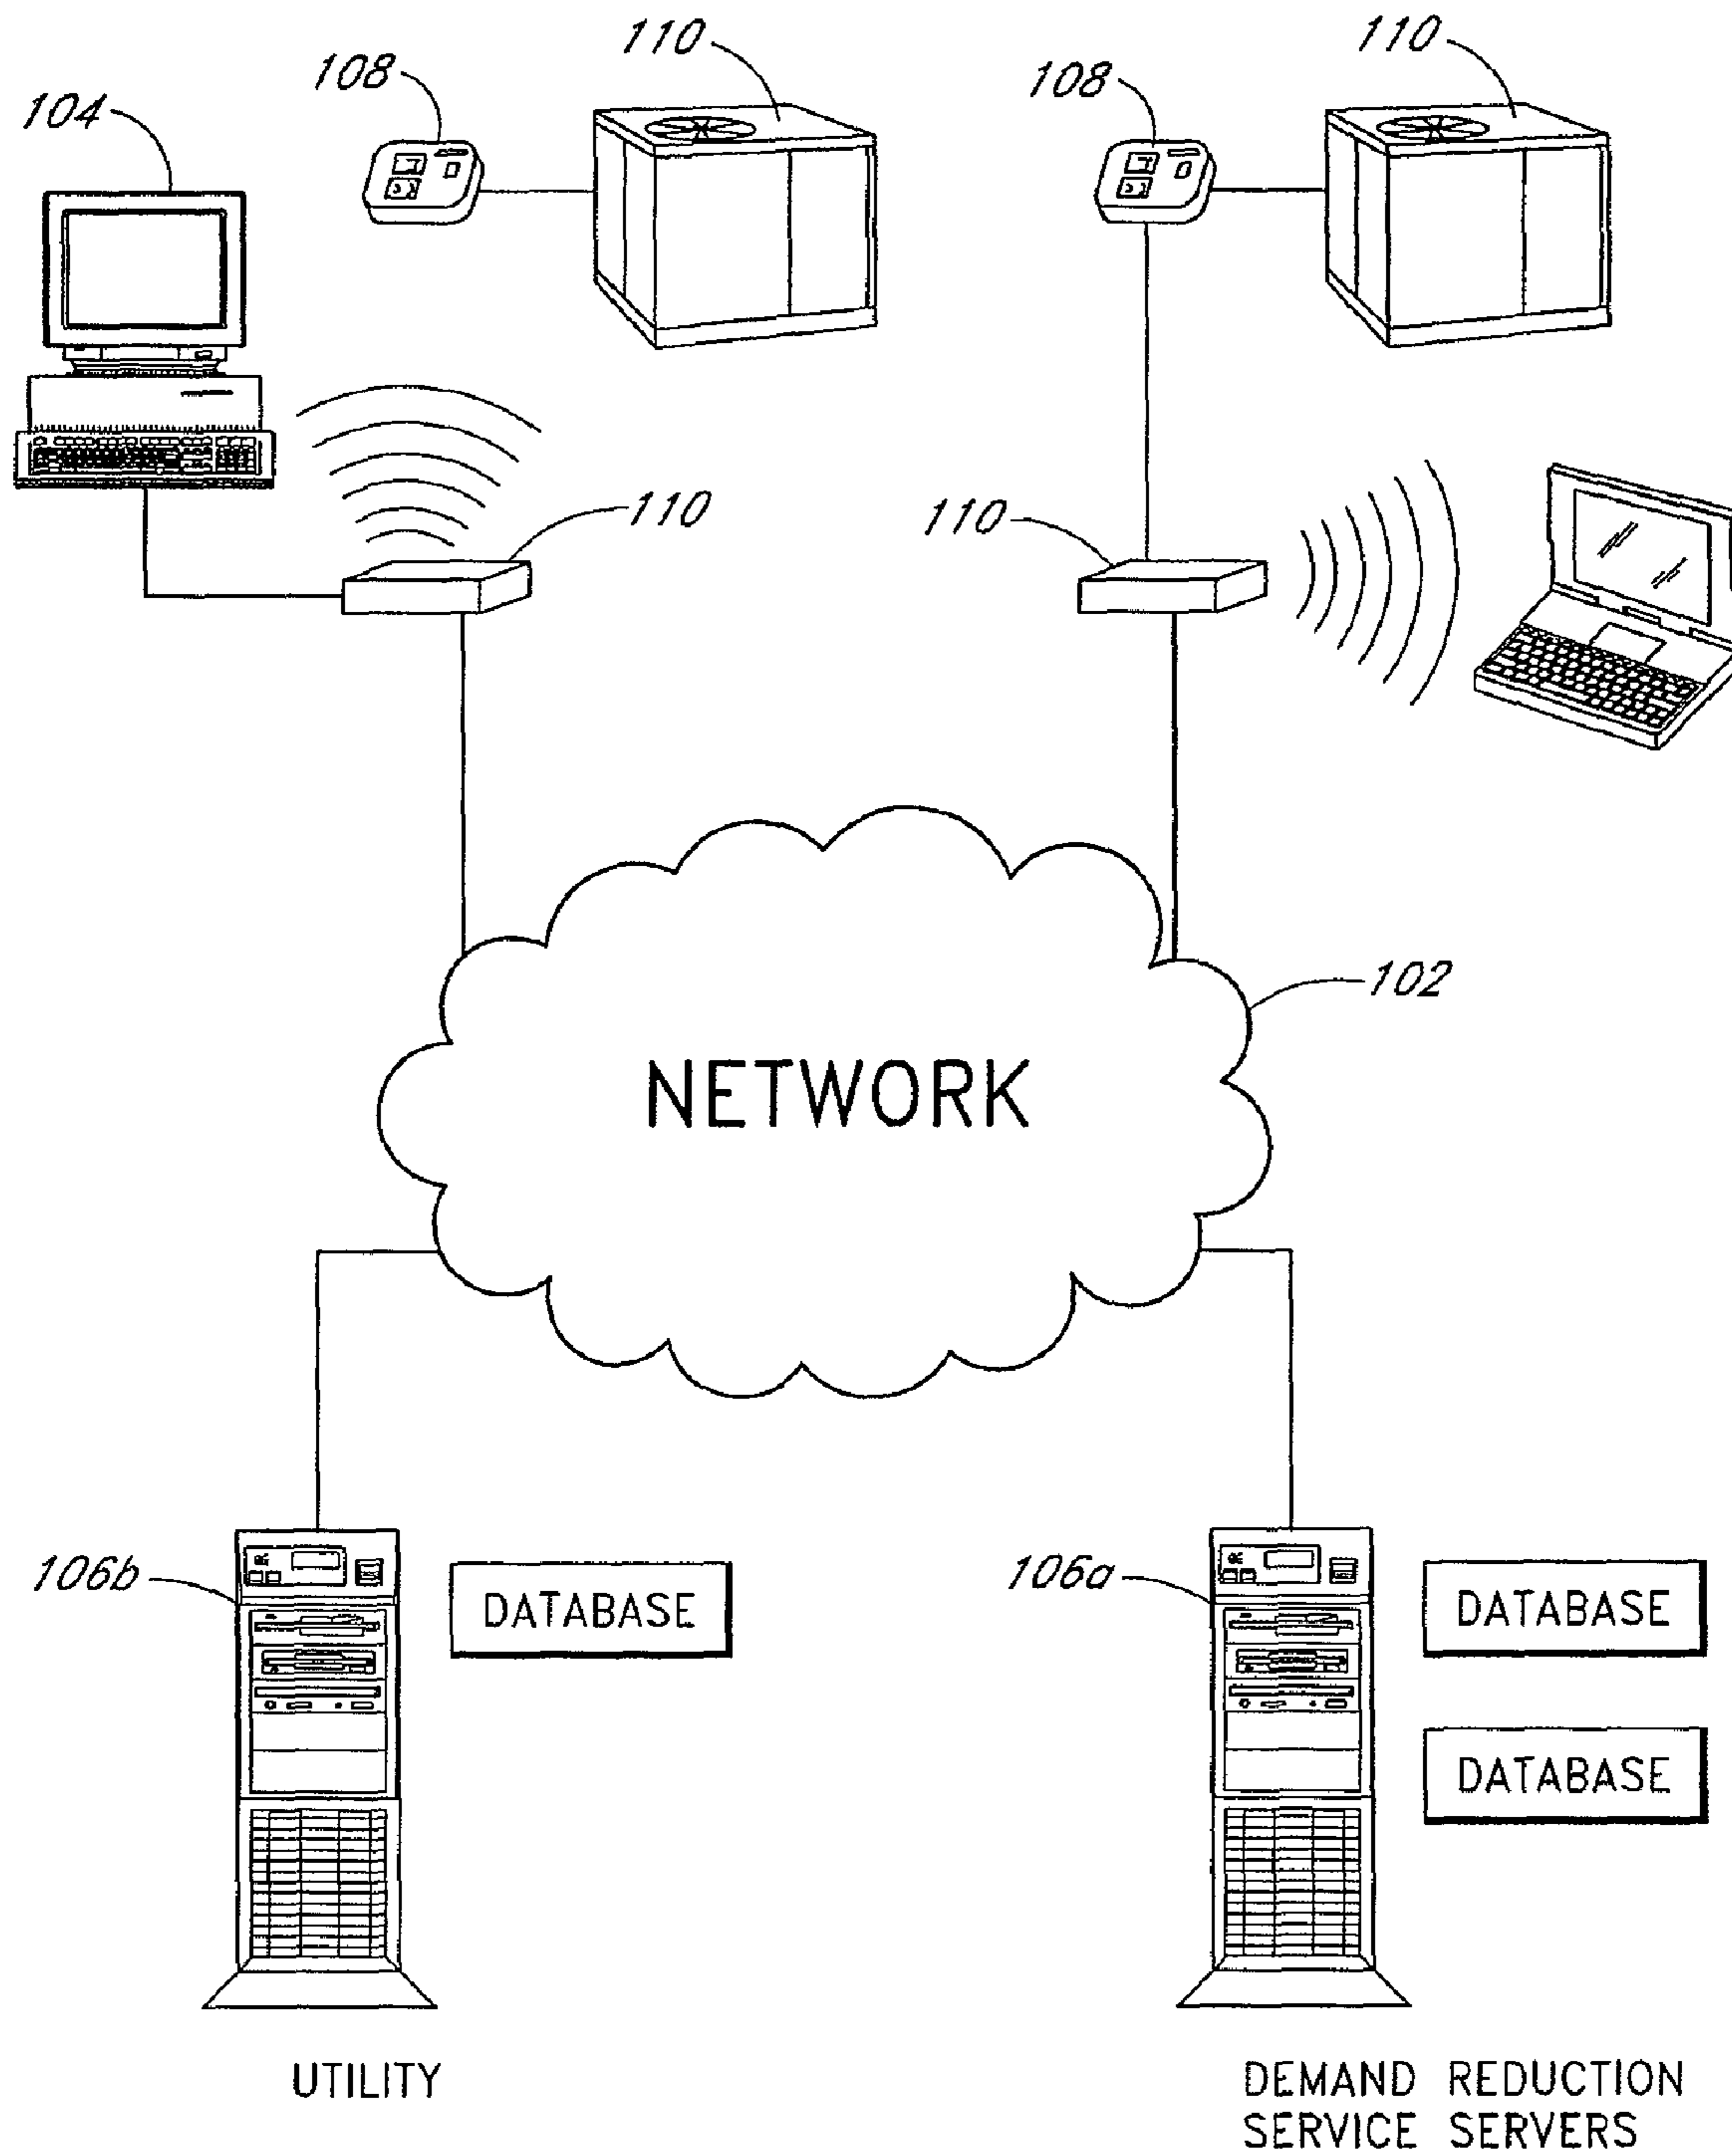 110
110
108
108
104
110
110
102
NETWORK
106b
DATABASE
106a
DATABASE
DATABASE
UTILITY
DEMAND REDUCTION
SERVICE SERVERS